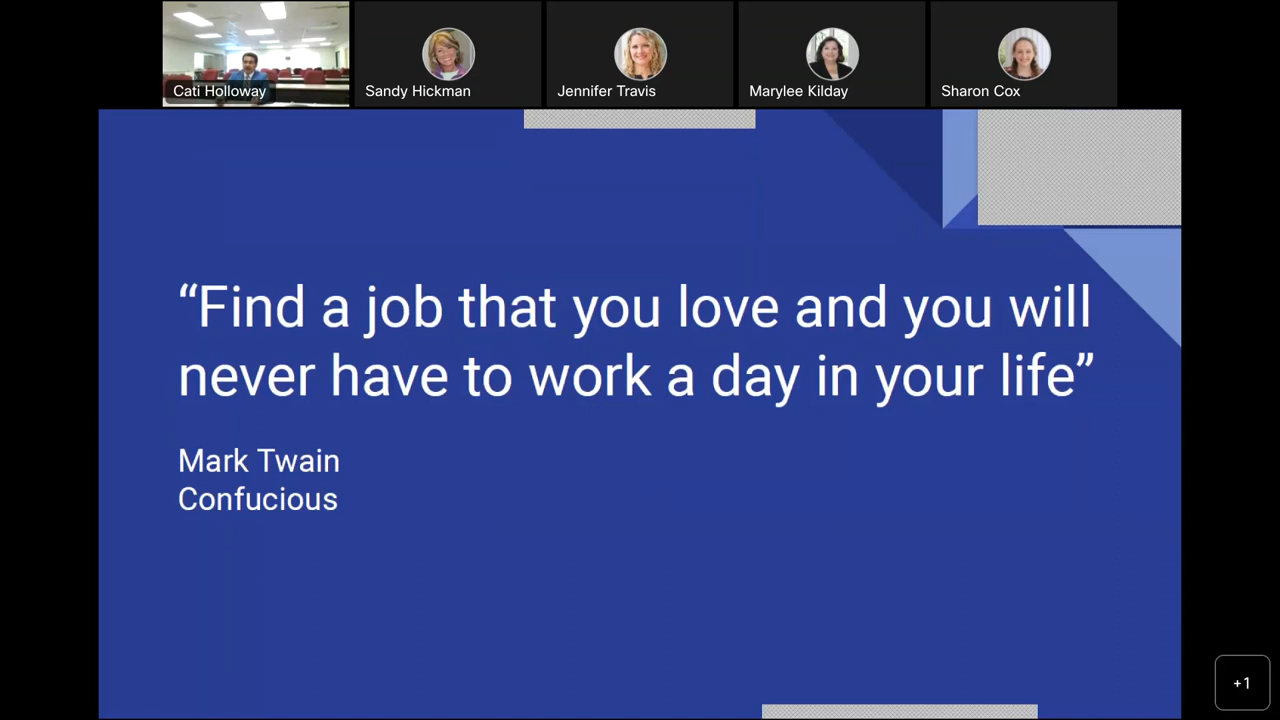 Cati Holloway
Sandy Hickman
Jennifer Travis
Marylee Kilday
Sharon Cox
“Find a job that you love and you will
never have to work a day in your life”
Mark Twain
Confucious
+1